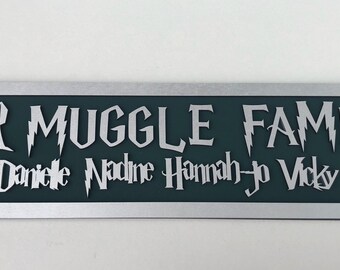 R MUGGLE FAM
Danielle Nadine Hannah-Jo Vicky